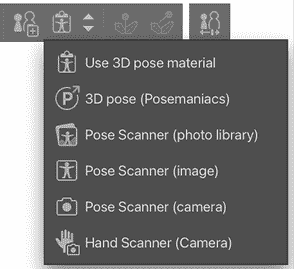 Use 3D pose material
3D pose (Posemaniacs)
Pose Scanner (photo library)
Pose Scanner (image)
Pose Scanner (camera)
Hand Scanner (Camera)